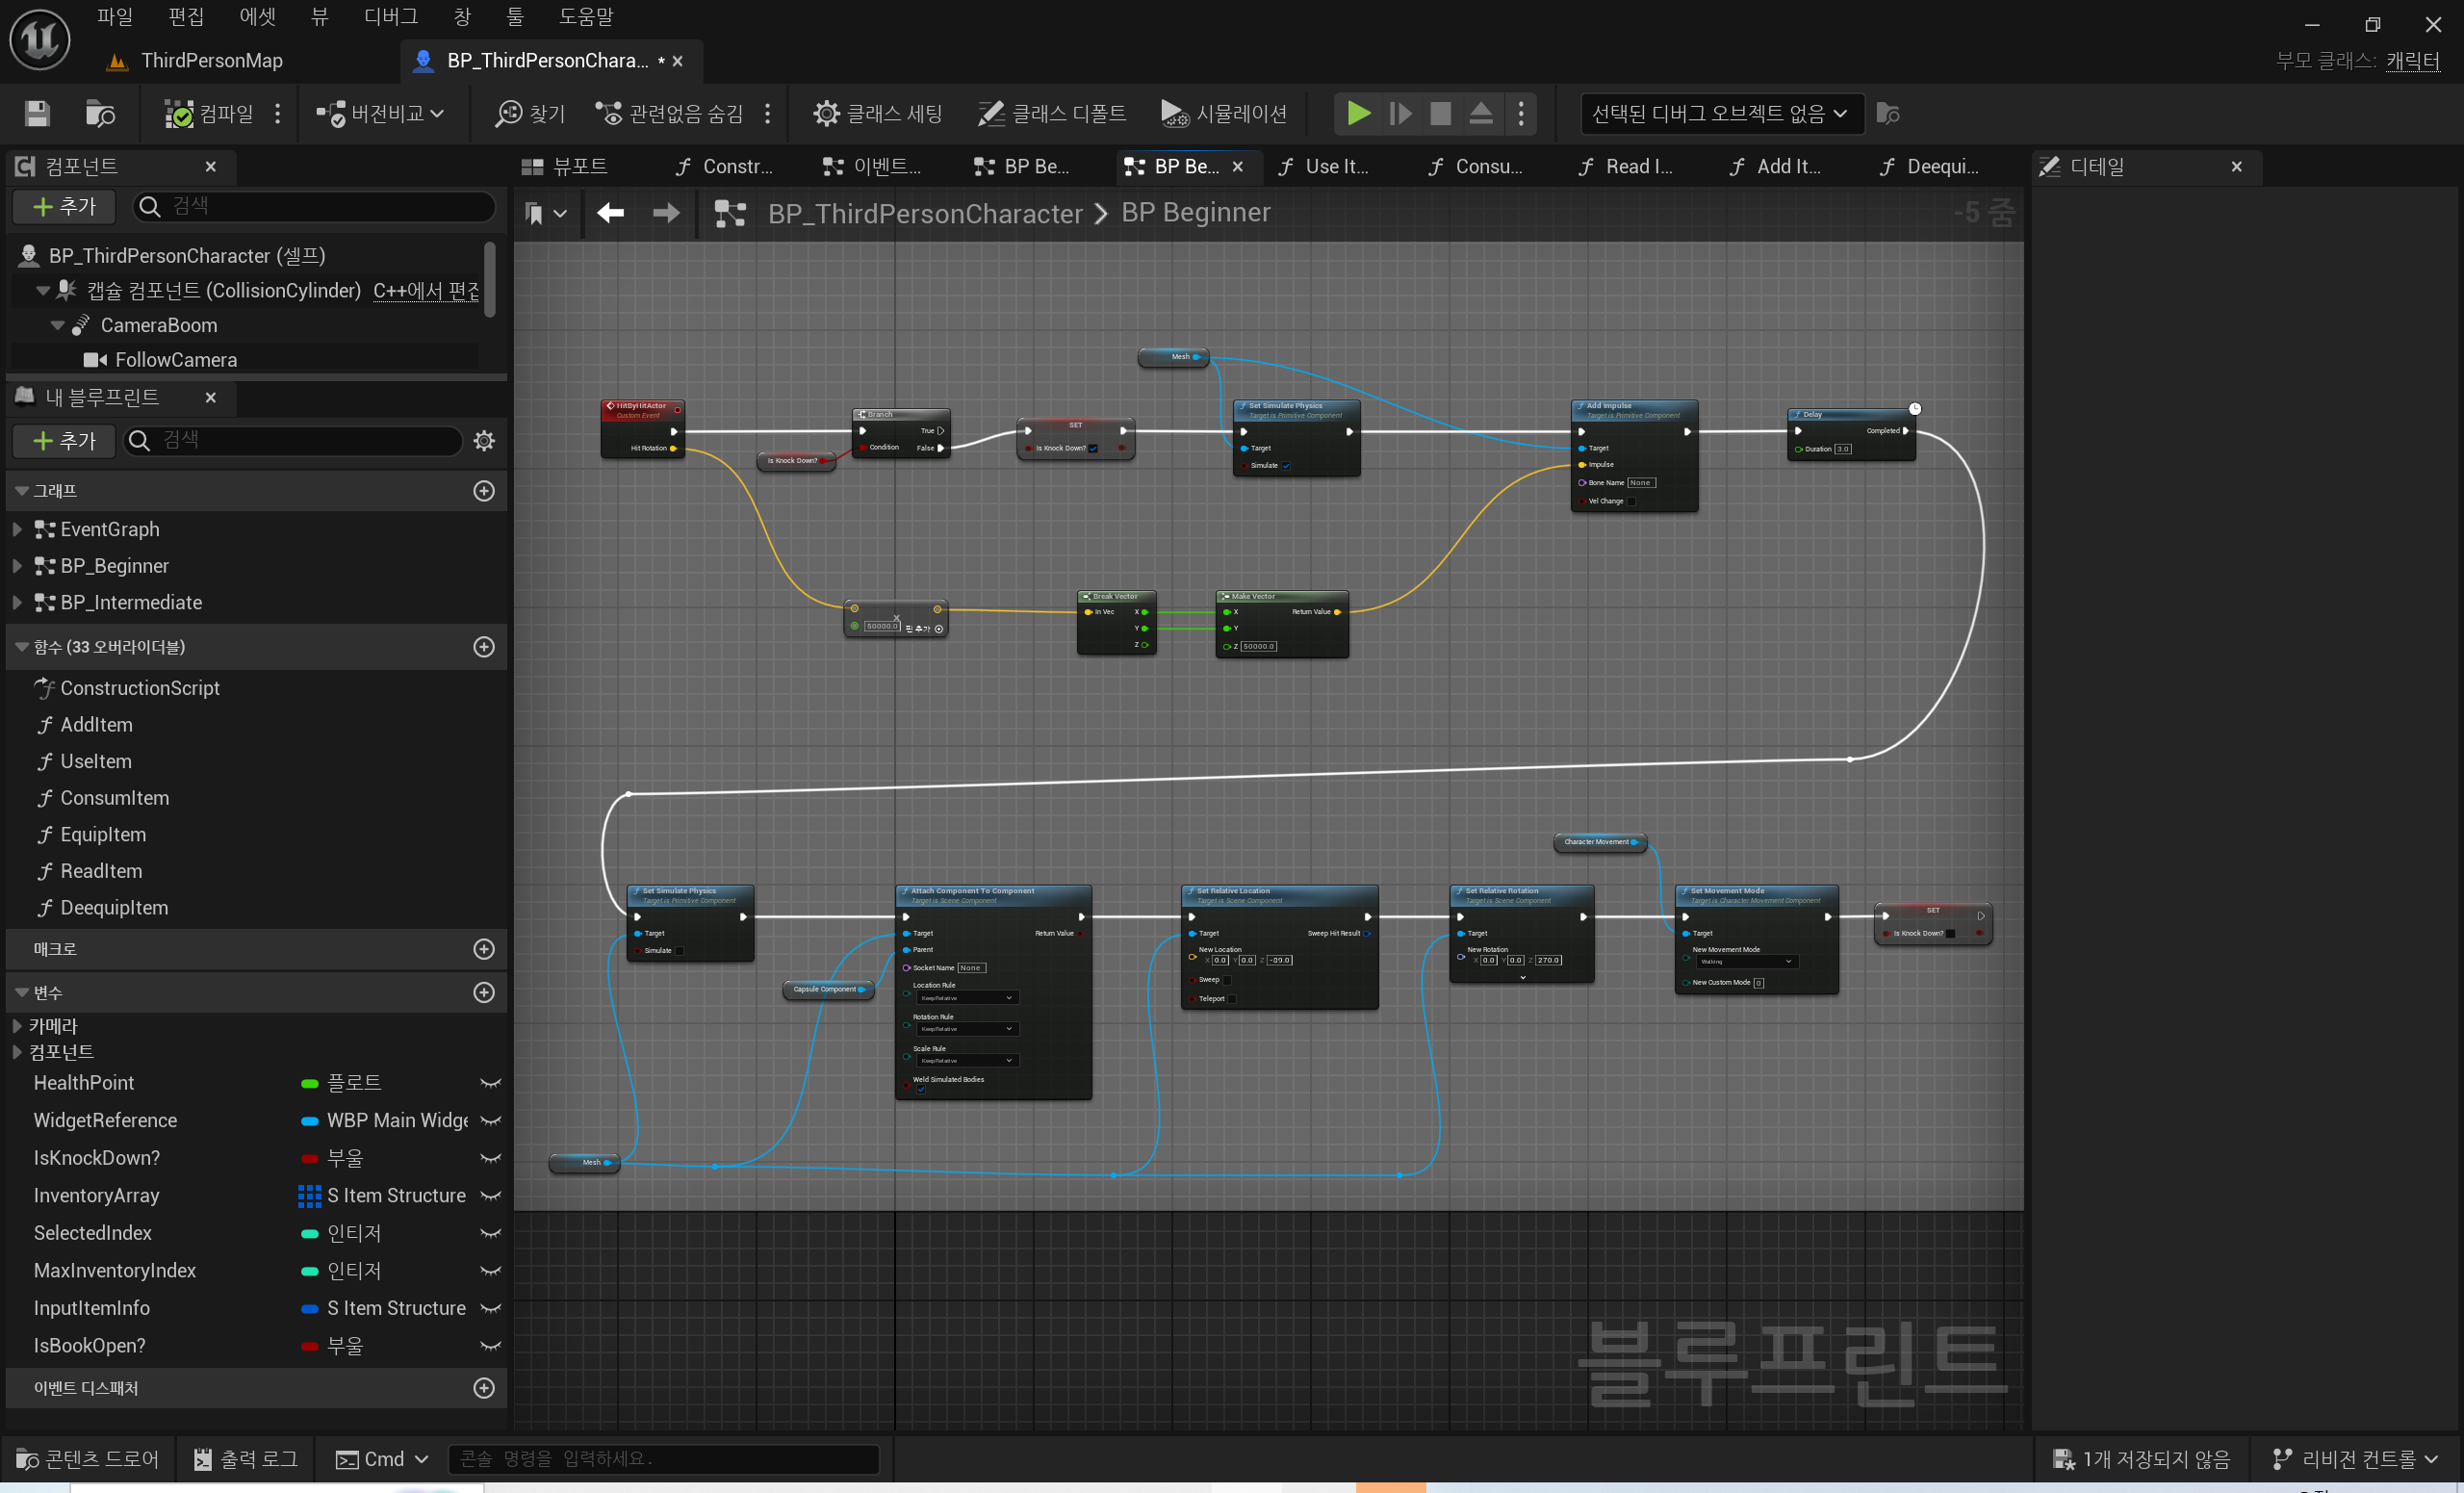 파일 편집 에셋 뷰 디버그 창 툴 도움말
ThirdPersonMap
BP_ThirdPersonChara... *
부모 클래스: 캐릭터
컴파일
버전비교
찾기
관련없음 숨김
클래스 세팅
클래스 디폴트
시뮬레이션
선택된 디버그 오브젝트 없음
컴포넌트
추가
검색
BP_ThirdPersonCharacter (셀프)
캡슐 컴포넌트 (CollisionCylinder) C++에서 편집
CameraBoom
FollowCamera
내 블루프린트
추가
검색
그래프
EventGraph
BP_Beginner
BP_Intermediate
함수 (33 오버라이더블)
ConstructionScript
AddItem
UseItem
ConsumItem
EquipItem
ReadItem
DeequipItem
매크로
변수
카메라
컴포넌트
HealthPoint 플로트
WidgetReference WBP Main Widge
IsKnockDown? 부울
InventoryArray S Item Structure
SelectedIndex 인티저
MaxInventoryIndex 인티저
InputItemInfo S Item Structure
IsBookOpen? 부울
이벤트 디스패처
뷰포트
Constr...
이벤트...
BP Be...
BP Be...
Use It...
Consu...
Read I...
Add It...
Deequi...
BP_ThirdPersonCharacter > BP Beginner
-5 줌
Mesh
HitByHitActor
Custom Event
Hit Rotation
Is Knock Down?
Branch
True
Condition False
SET
Is Knock Down?
Set Simulate Physics
Target is Primitive Component
Target
Simulate
Add Impulse
Target is Primitive Component
Target
Impulse
Bone Name None
Vel Change
Delay
Completed
Duration 3.0
X
50000.0 핀 추가
Break Vector
In Vec X
Y
Z
Make Vector
X Return Value
Y
Z 50000.0
Character Movement
Set Simulate Physics
Target is Primitive Component
Target
Simulate
Capsule Component
Attach Component To Component
Target is Scene Component
Target Return Value
Parent
Socket Name None
Location Rule
KeepRelative
Rotation Rule
KeepRelative
Scale Rule
KeepRelative
Weld Simulated Bodies
Set Relative Location
Target is Scene Component
Target Sweep Hit Result
New Location
X 0.0 Y 0.0 Z -89.0
Sweep
Teleport
Set Relative Rotation
Target is Scene Component
Target
New Rotation
X 0.0 Y 0.0 Z 270.0
Set Movement Mode
Target is Character Movement Component
Target
New Movement Mode
Walking
New Custom Mode 0
SET
Is Knock Down?
Mesh
블루프린트
디테일
콘텐츠 드로어
출력 로그
Cmd
콘솔 명령을 입력하세요.
1개 저장되지 않음
리비전 컨트롤